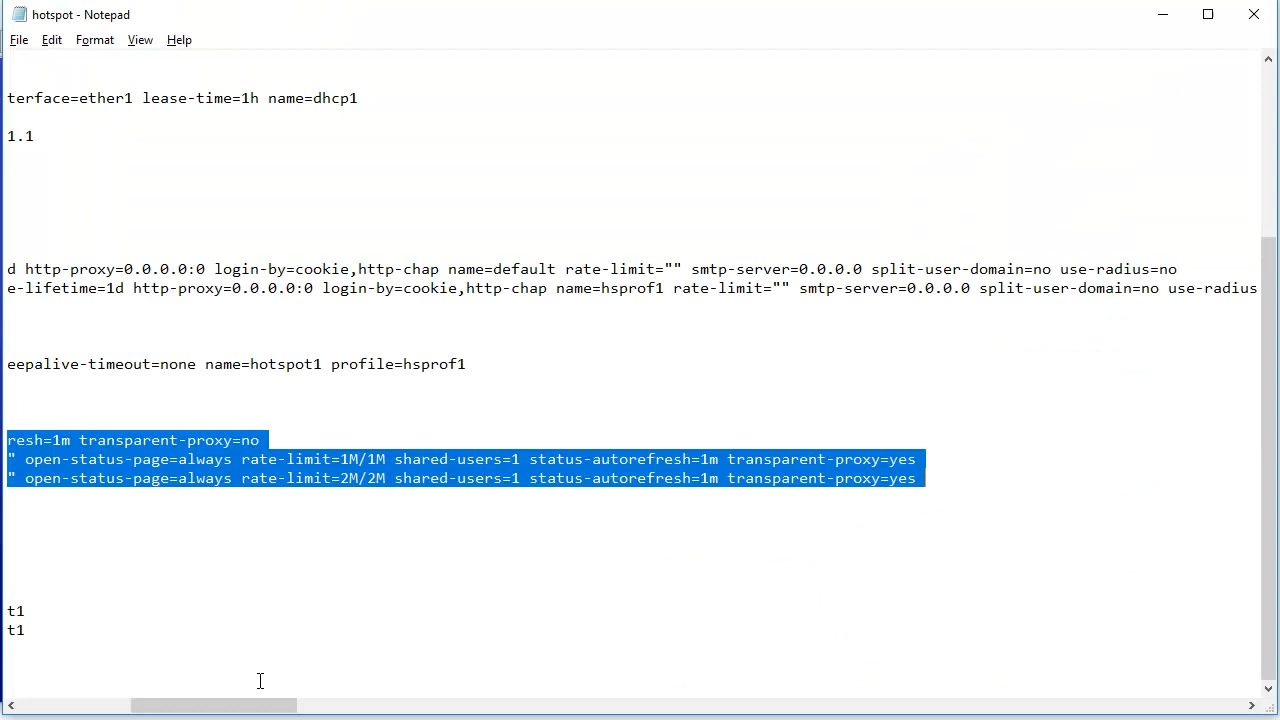 hotspot - Notepad
File Edit Format View Help
terface=ether1 lease-time=1h name=dhcp1
1.1
d http-proxy=0.0.0.0:0 login-by=cookie,http-chap name=default rate-limit="" smtp-server=0.0.0.0 split-user-domain=no use-radius=no
e-lifetime=1d http-proxy=0.0.0.0:0 login-by=cookie,http-chap name=hsprof1 rate-limit="" smtp-server=0.0.0.0 split-user-domain=no use-radius
eepalive-timeout=none name=hotspot1 profile=hsprof1
resh=1m transparent-proxy=no
" open-status-page=always rate-limit=1M/1M shared-users=1 status-autorefresh=1m transparent-proxy=yes
" open-status-page=always rate-limit=2M/2M shared-users=1 status-autorefresh=1m transparent-proxy=yes
t1
t1